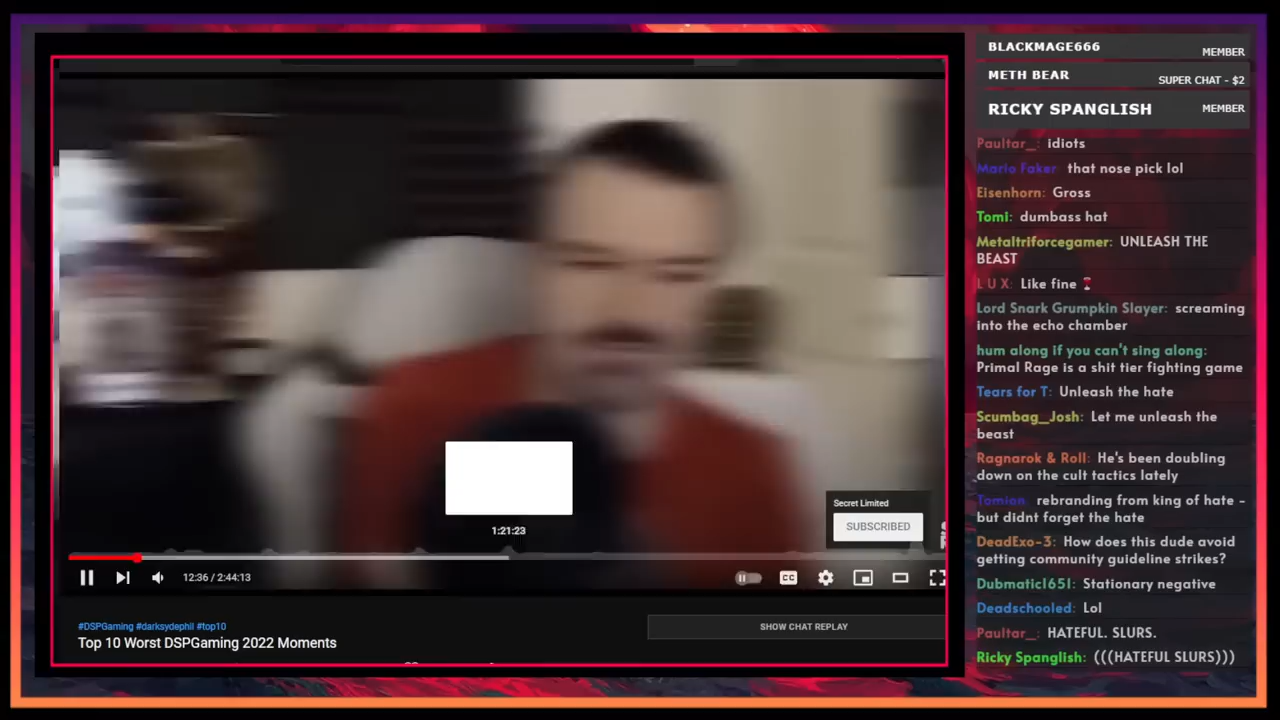 BLACKMAGE666
MEMBER
METH BEAR
SUPER CHAT - $2
RICKY SPANGLISH
MEMBER
Paultar_: idiots
Mario Faker: that nose pick lol
Eisenhorn: Gross
Tomi: dumbass hat
Metaltriforcegamer: UNLEASH THE
BEAST
L U X: Like fine 🍷
Lord Snark Grumpkin Slayer: screaming
into the echo chamber
hum along if you can't sing along:
Primal Rage is a shit tier fighting game
Tears for T: Unleash the hate
Scumbag_Josh: Let me unleash the
beast
Ragnarok & Roll: He's been doubling
down on the cult tactics lately
Tamion: rebranding from king of hate -
but didnt forget the hate
DeadExo-3: How does this dude avoid
getting community guideline strikes?
Dubmatic1651: Stationary negative
Deadschooled: Lol
Paultar_: HATEFUL. SLURS.
Ricky Spanglish: (((HATEFUL SLURS)))
Secret Limited
SUBSCRIBED
1:21:23
12:36 / 2:44:13
CC
#DSPGaming #darksydephil #top10
Top 10 Worst DSPGaming 2022 Moments
SHOW CHAT REPLAY